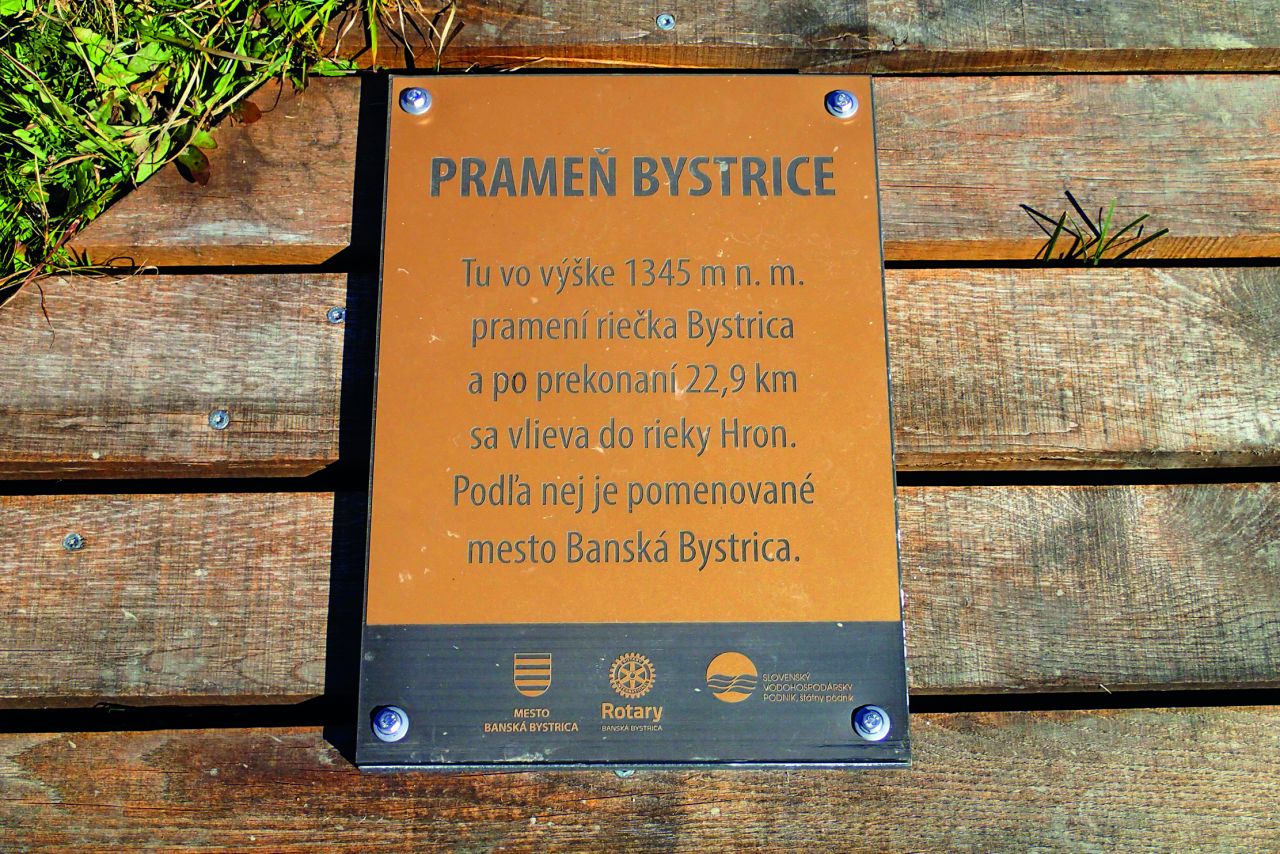 PRAMEŇ BYSTRICE
Tu vo výške 1345 m n. m.
pramení riečka Bystrica
a po prekonaní 22,9 km
sa vlieva do rieky Hron.
Podľa nej je pomenované
mesto Banská Bystrica.
MESTO
BANSKÁ BYSTRICA
Rotary
BANSKÁ BYSTRICA
SLOVENSKÝ
VODOHOSPODÁRSKY
PODNIK, štátny podnik